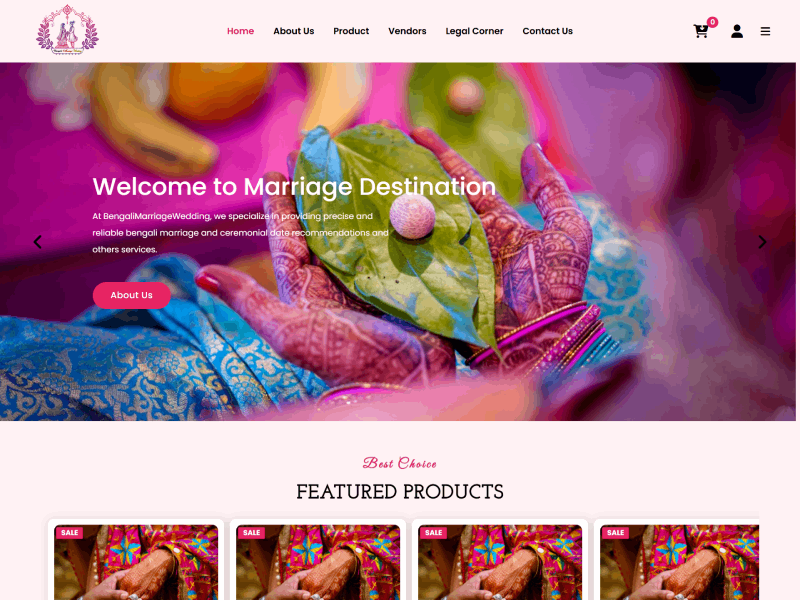 Home About Us Product Vendors Legal Corner Contact Us
0
Welcome to Marriage Destination
At BengaliMarriageWedding, we specialize in providing precise and
reliable bengali marriage and ceremonial date recommendations and
others services.
About Us
Best Choice
FEATURED PRODUCTS
SALE SALE SALE SALE